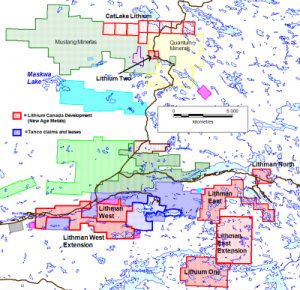 CatLake Lithium
Mustang Minerals
Quantum
Minerals
Maskwa
Lake
Lithium Two
0 5 000
kilometres
= Lithium Canada Development
(New Age Metals)
=Tanco claims and leases
Lithman North
Lithman
East
Lithman
West
Lithman
East
Extension
Lithman West
Extension
Lithium One